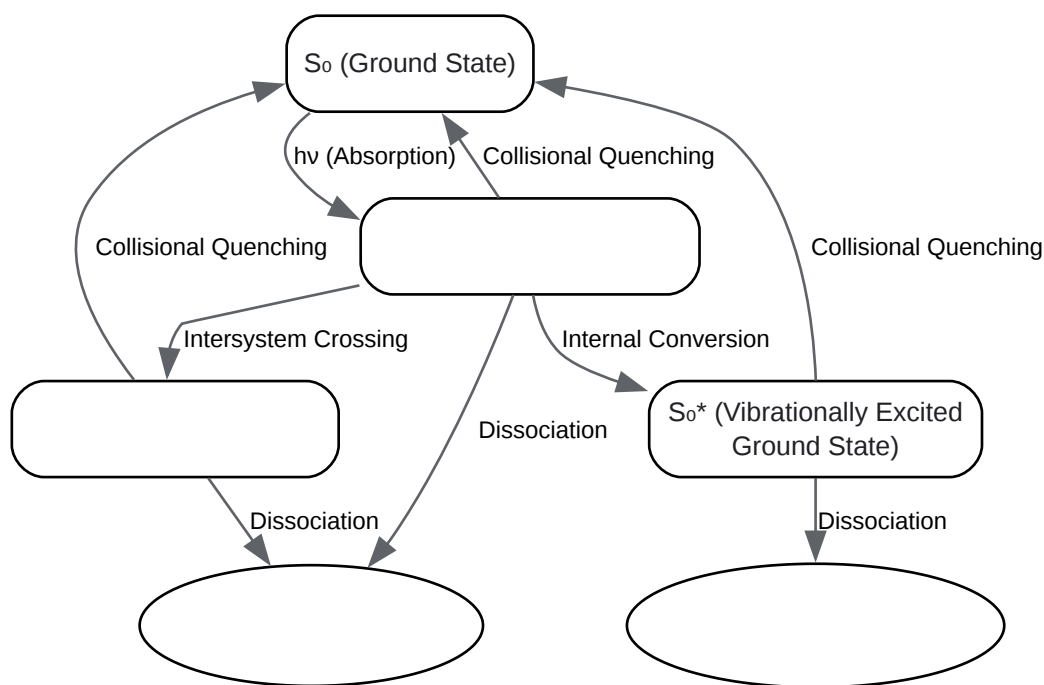 S₀ (Ground State)
hν (Absorption)
Collisional Quenching
Collisional Quenching
Collisional Quenching
Intersystem Crossing
Internal Conversion
S₀* (Vibrationally Excited
Ground State)
Dissociation
Dissociation
Dissociation